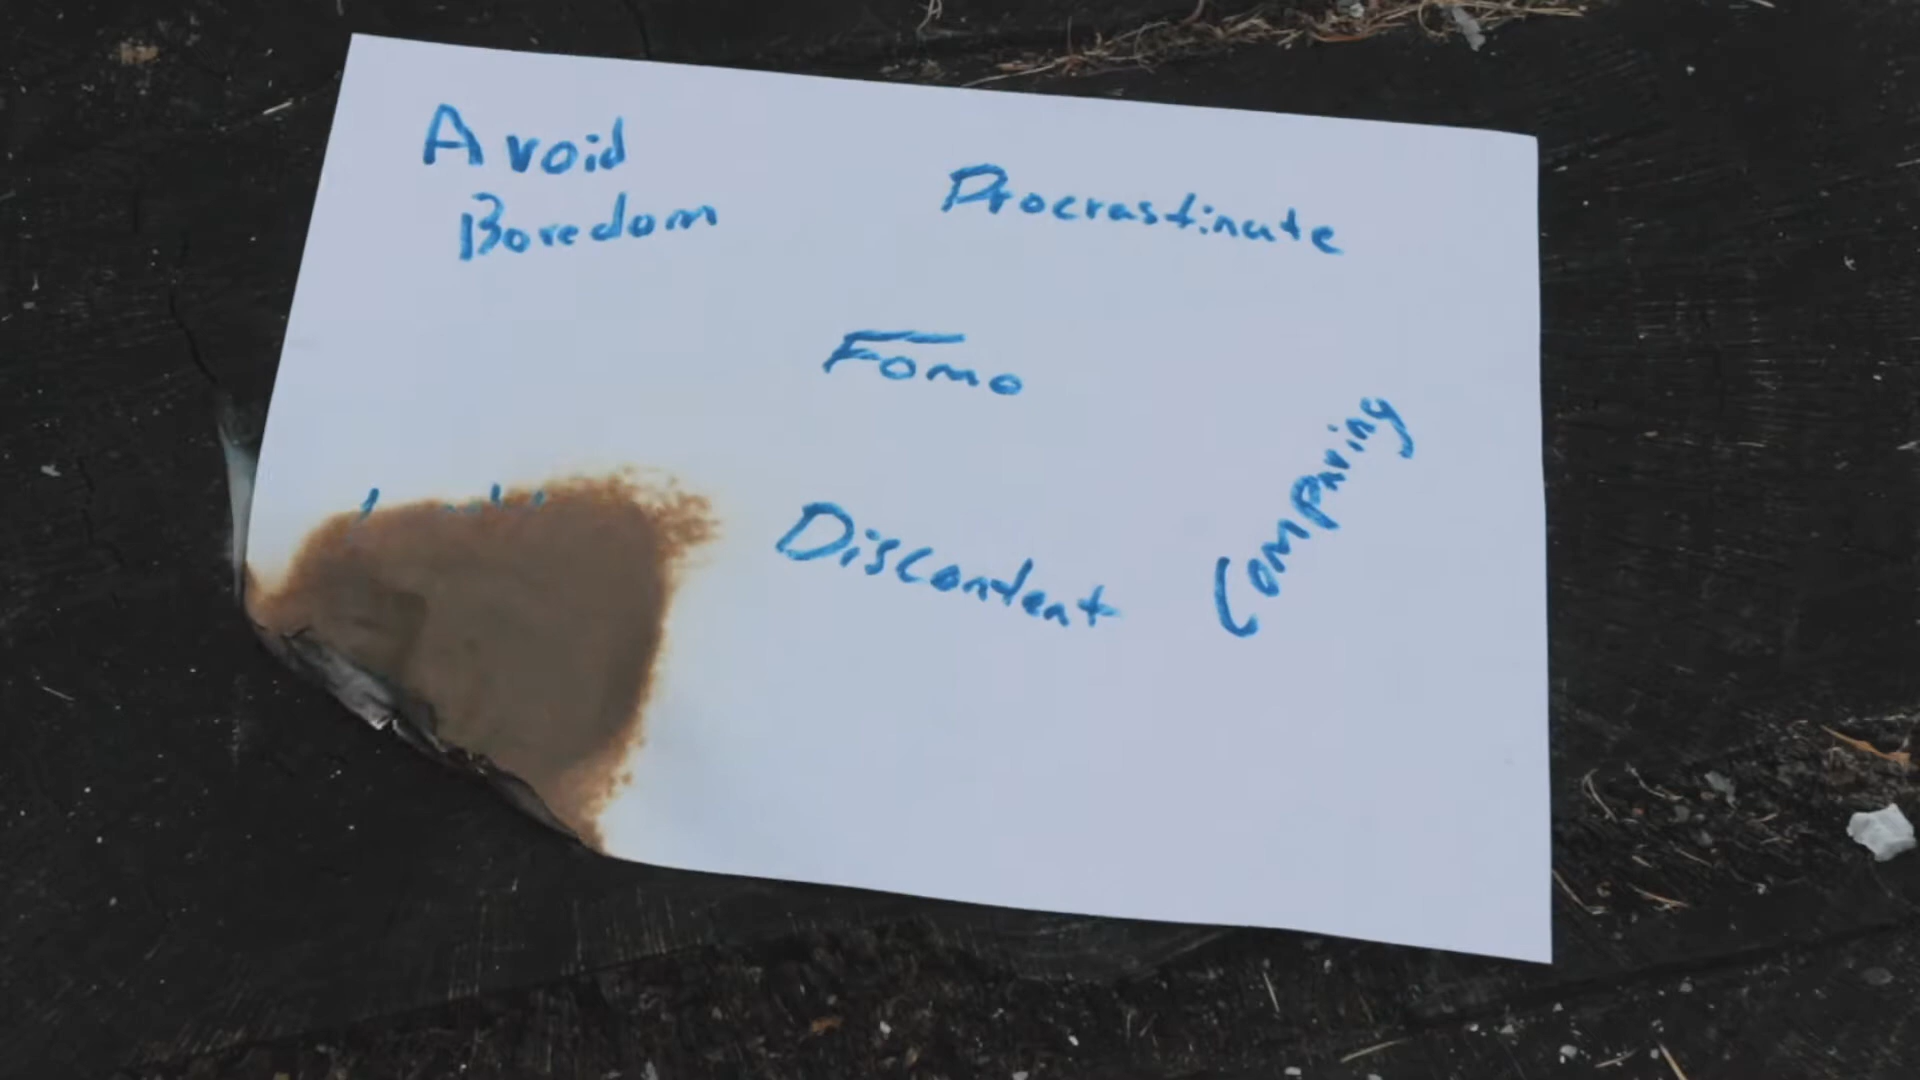 Avoid
Boredom
Procrastinate
Fomo
Discontent
Comparing